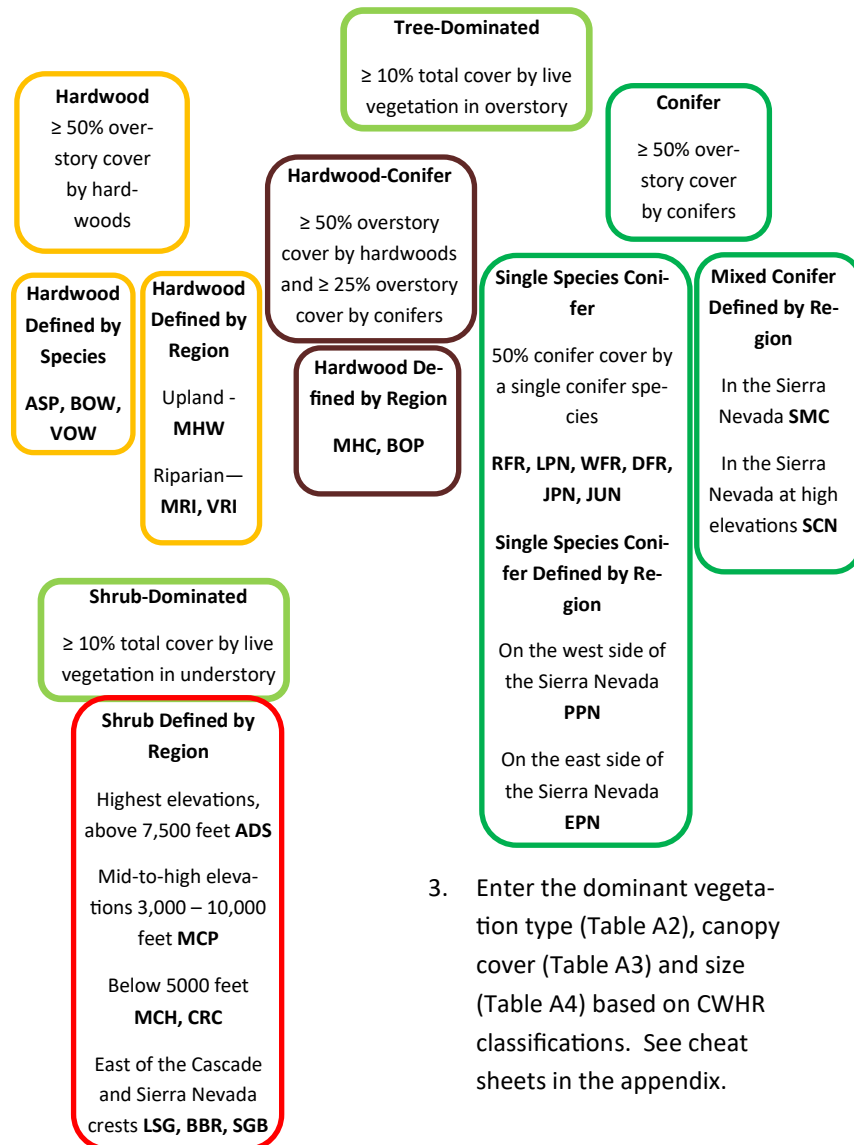 Tree-Dominated
≥ 10% total cover by live
vegetation in overstory
Hardwood
≥ 50% over-
story cover
by hard-
woods
Conifer
≥ 50% over-
story cover
by conifers
Hardwood-Conifer
≥ 50% overstory
cover by hardwoods
and ≥ 25% overstory
cover by conifers
Hardwood
Defined by
Species
ASP, BOW,
VOW
Hardwood
Defined by
Region
Upland -
MHW
Riparian—
MRI, VRI
Hardwood De-
fined by Region
MHC, BOP
Single Species Coni-
fer
50% conifer cover by
a single conifer spe-
cies
RFR, LPN, WFR, DFR,
JPN, JUN
Single Species Coni-
fer Defined by Re-
gion
On the west side of
the Sierra Nevada
PPN
On the east side of
the Sierra Nevada
EPN
Mixed Conifer
Defined by Re-
gion
In the Sierra
Nevada SMC
In the Sierra
Nevada at high
elevations SCN
Shrub-Dominated
≥ 10% total cover by live
vegetation in understory
Shrub Defined by
Region
Highest elevations,
above 7,500 feet ADS
Mid-to-high eleva-
tions 3,000 – 10,000
feet MCP
Below 5000 feet
MCH, CRC
East of the Cascade
and Sierra Nevada
crests LSG, BBR, SGB
3. Enter the dominant vegeta-
tion type (Table A2), canopy
cover (Table A3) and size
(Table A4) based on CWHR
classifications. See cheat
sheets in the appendix.